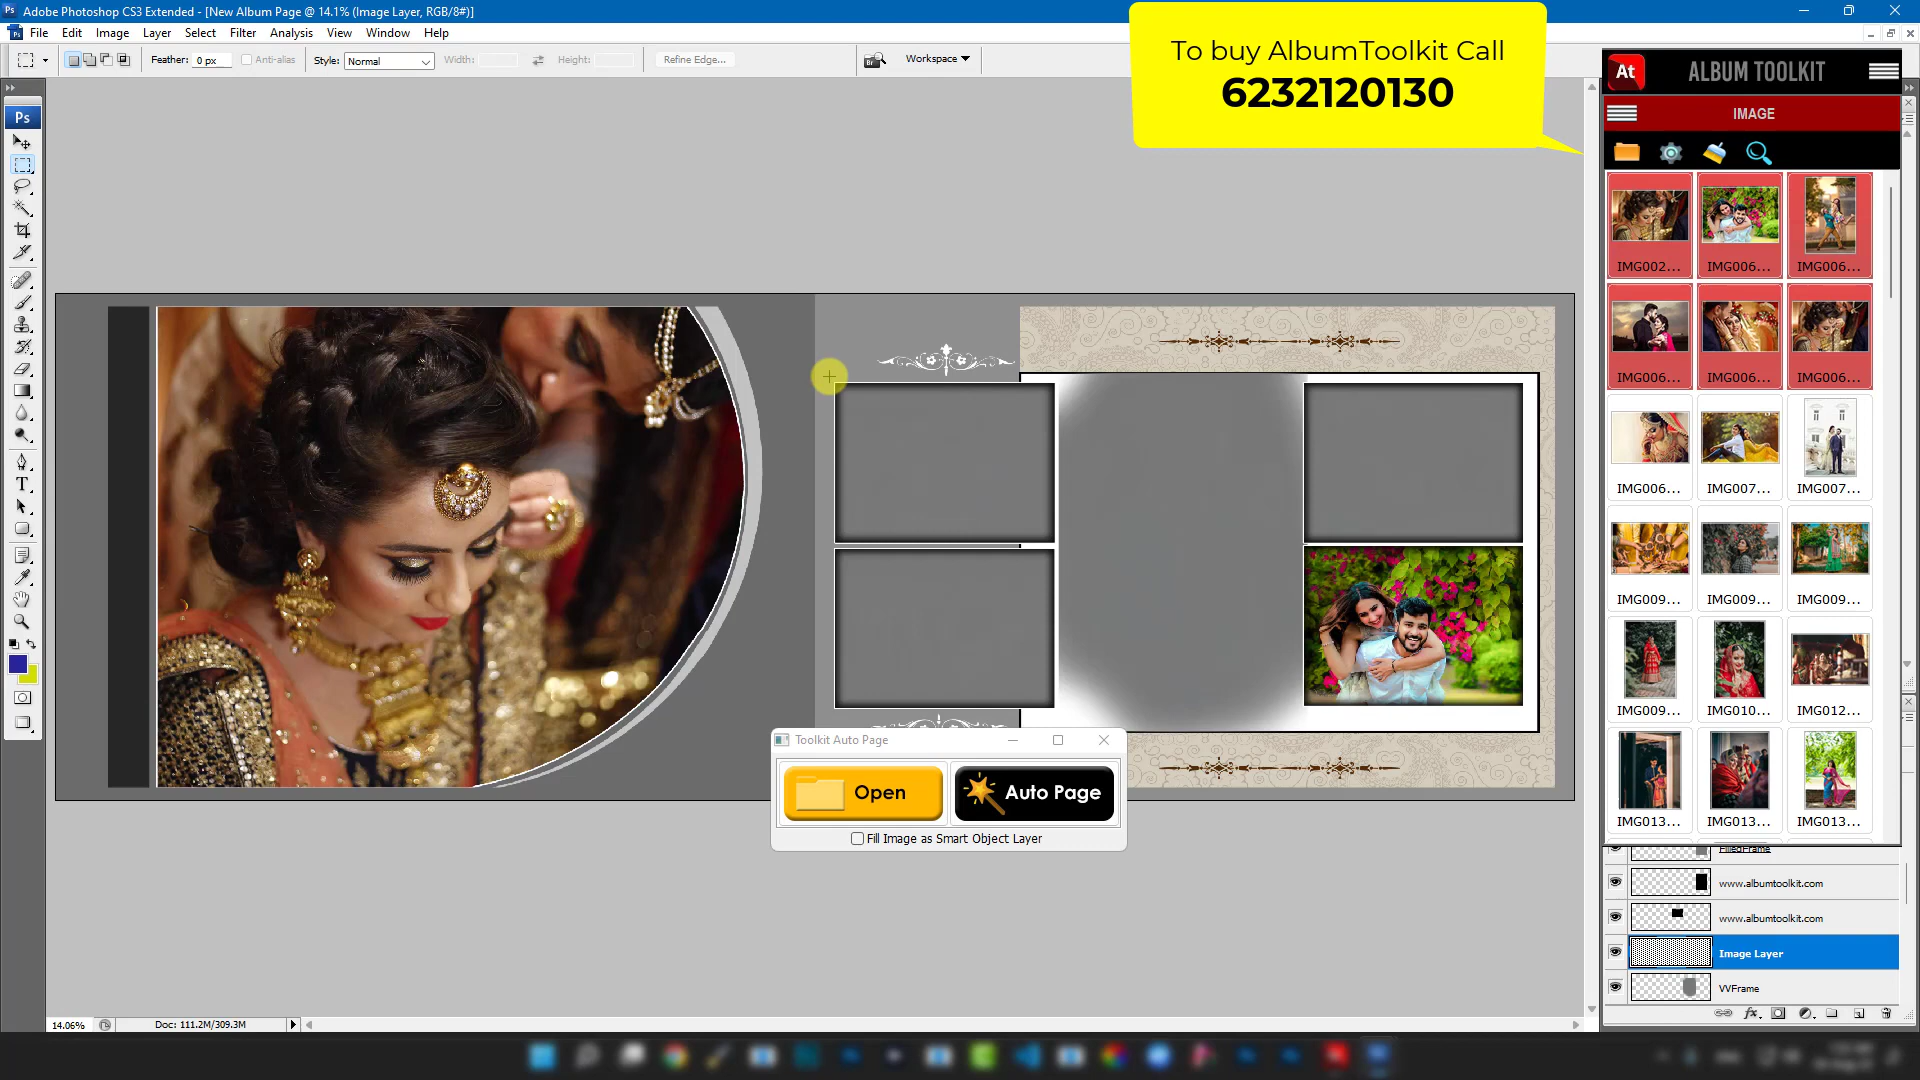 Ps Adobe Photoshop CS3 Extended - [New Album Page @ 14.1% (Image Layer, RGB/8#)]
File Edit Image Layer Select Filter Analysis View Window Help
Feather: 0 px Anti-alias Style: Normal Width: Height: Refine Edge... Br Workspace
To buy AlbumToolkit Call
6232120130
At ALBUM TOOLKIT
IMAGE
Ps
IMG002... IMG006... IMG006...
IMG006... IMG006... IMG006...
IMG006... IMG007... IMG007...
IMG009... IMG009... IMG009...
IMG009... IMG010... IMG012...
IMG013... IMG013... IMG013...
Toolkit Auto Page
Open Auto Page
Fill Image as Smart Object Layer
FilledFrame
www.albumtoolkit.com
www.albumtoolkit.com
Image Layer
VVFrame
14.06% Doc: 111.2M/309.3M